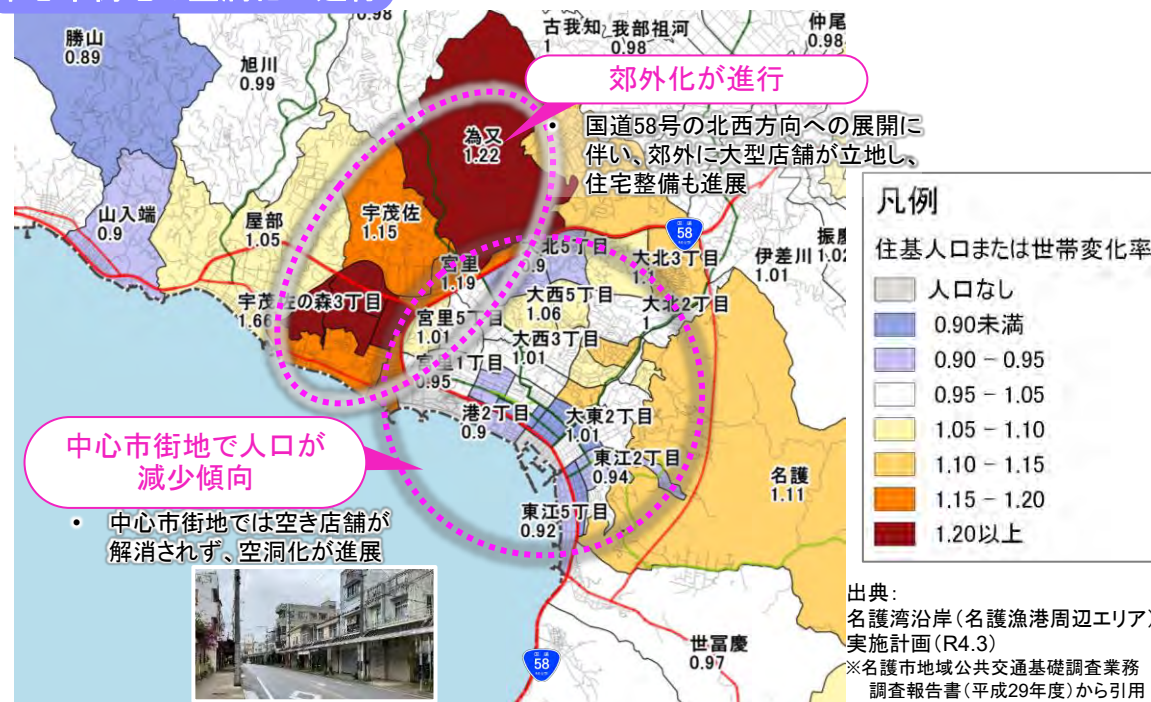 0.98
勝山
0.89
旭川
0.99
古我知
1
我部祖河
0.98
仲尾
0.98
郊外化が進行
為又
1.22
• 国道58号の北西方向への展開に
伴い、郊外に大型店舗が立地し、
住宅整備も進展
山入端
0.9
屋部
1.05
宇茂佐
1.15
国道
58
宮里
1.19
大北5丁目
0.9
大北3丁目
伊差川
1.01
振慶
1.02
宇茂佐の森3丁目
1.66
宮里5丁目
1.01
大西5丁目
1.06
大北2丁目
1
大西3丁目
1.01
宮里1丁目
0.95
港2丁目
0.9
大東2丁目
1.01
東江2丁目
0.94
名護
1.11
東江5丁目
0.92
中心市街地で人口が
減少傾向
• 中心市街地では空き店舗が
解消されず、空洞化が進展
国道
58
世冨慶
0.97
凡例
住基人口または世帯変化率
人口なし
0.90未満
0.90 − 0.95
0.95 − 1.05
1.05 − 1.10
1.10 − 1.15
1.15 − 1.20
1.20以上
出典:
名護湾沿岸(名護漁港周辺エリア)
実施計画(R4.3)
※名護市地域公共交通基礎調査業務
調査報告書(平成29年度)から引用